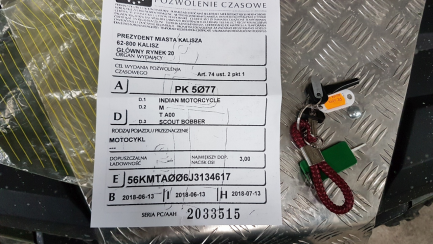 POZWOLENIE CZASOWE
PREZYDENT MIASTA KALISZA
62-800 KALISZ
GŁÓWNY RYNEK 20
ORGAN WYDAJĄCY
CEL WYDANIA POZWOLENIA
CZASOWEGO Art. 74 ust. 2 pkt 1
A PK 5Ø77
D
D.1 INDIAN MOTORCYCLE
D.2 M
T A00
D.3 SCOUT BOBBER
RODZAJ POJAZDU I PRZEZNACZENIE
MOTOCYKL
---
DOPUSZCZALNA ŁADOWNOŚĆ
NAJWIĘKSZY DOP. NACISK OSI 3,00
E 56KMTAØØ6J3134617
B 2018-06-13 I 2018-06-13 H 2018-07-13
SERIA PC/AAH 2033515